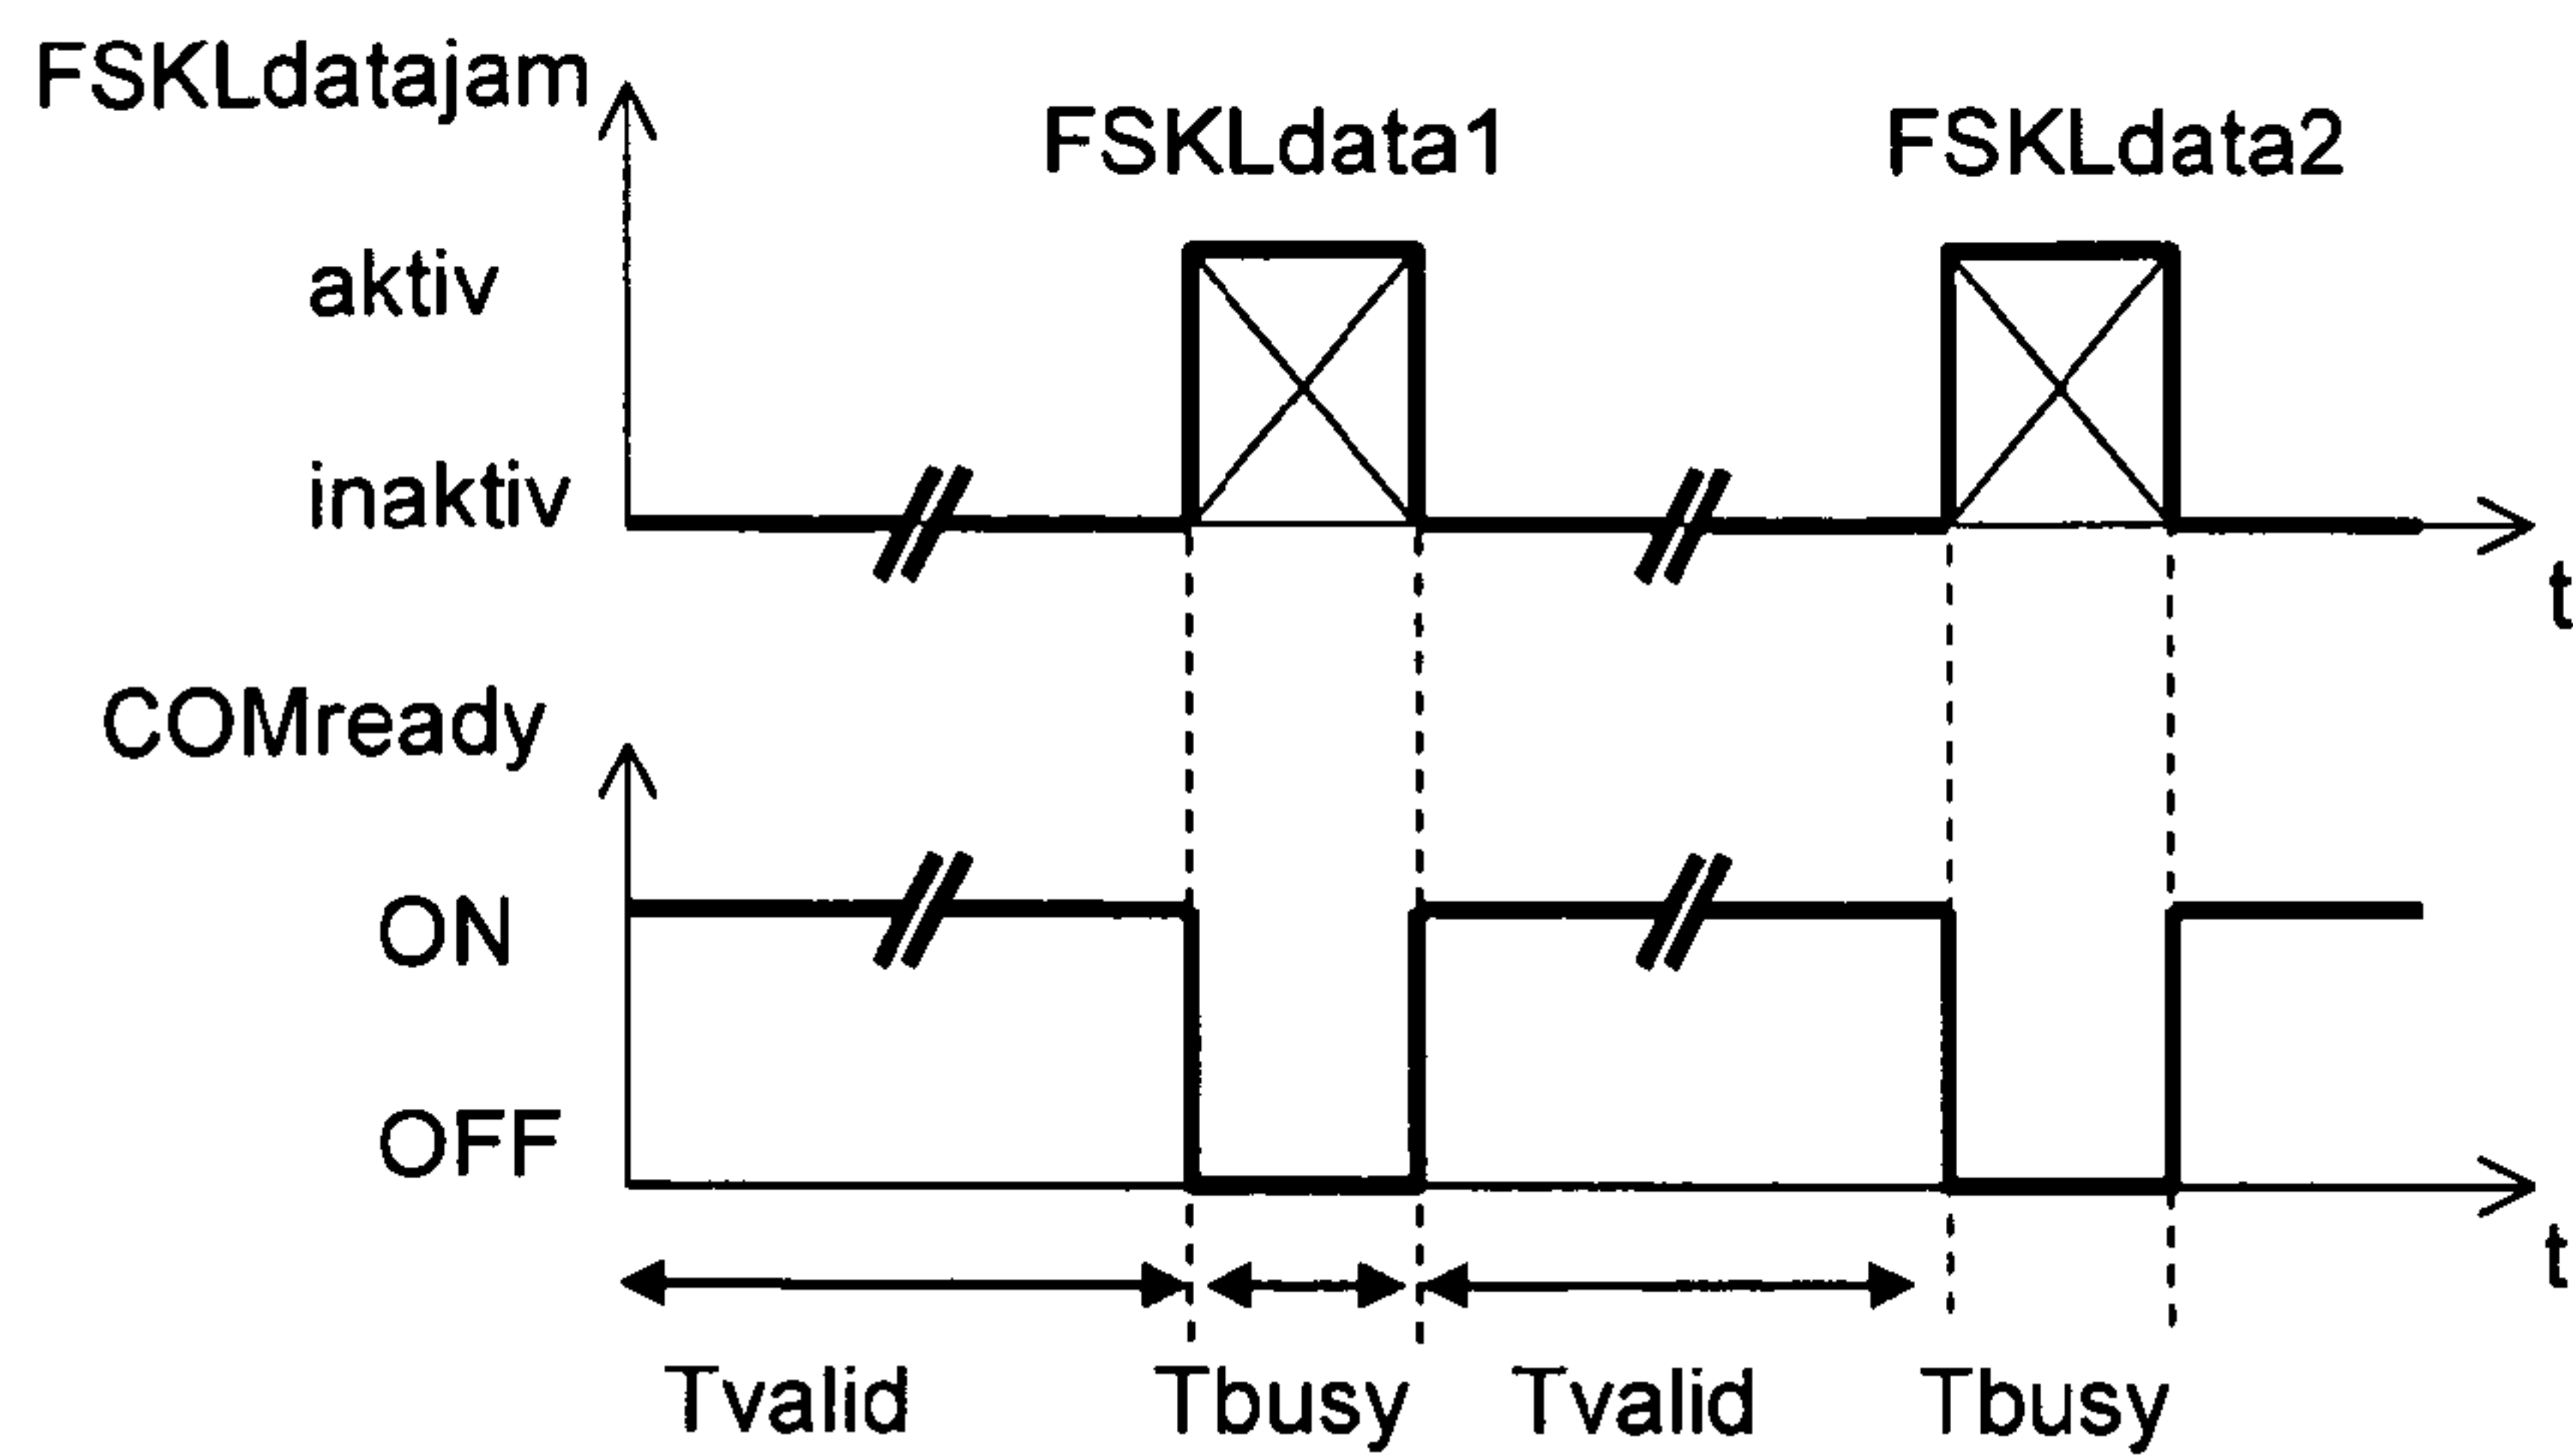 FSKLdatajam
FSKLdata1 FSKLdata2
aktiv
inaktiv
t
COMready
ON
OFF
t
Tvalid Tbusy Tvalid Tbusy